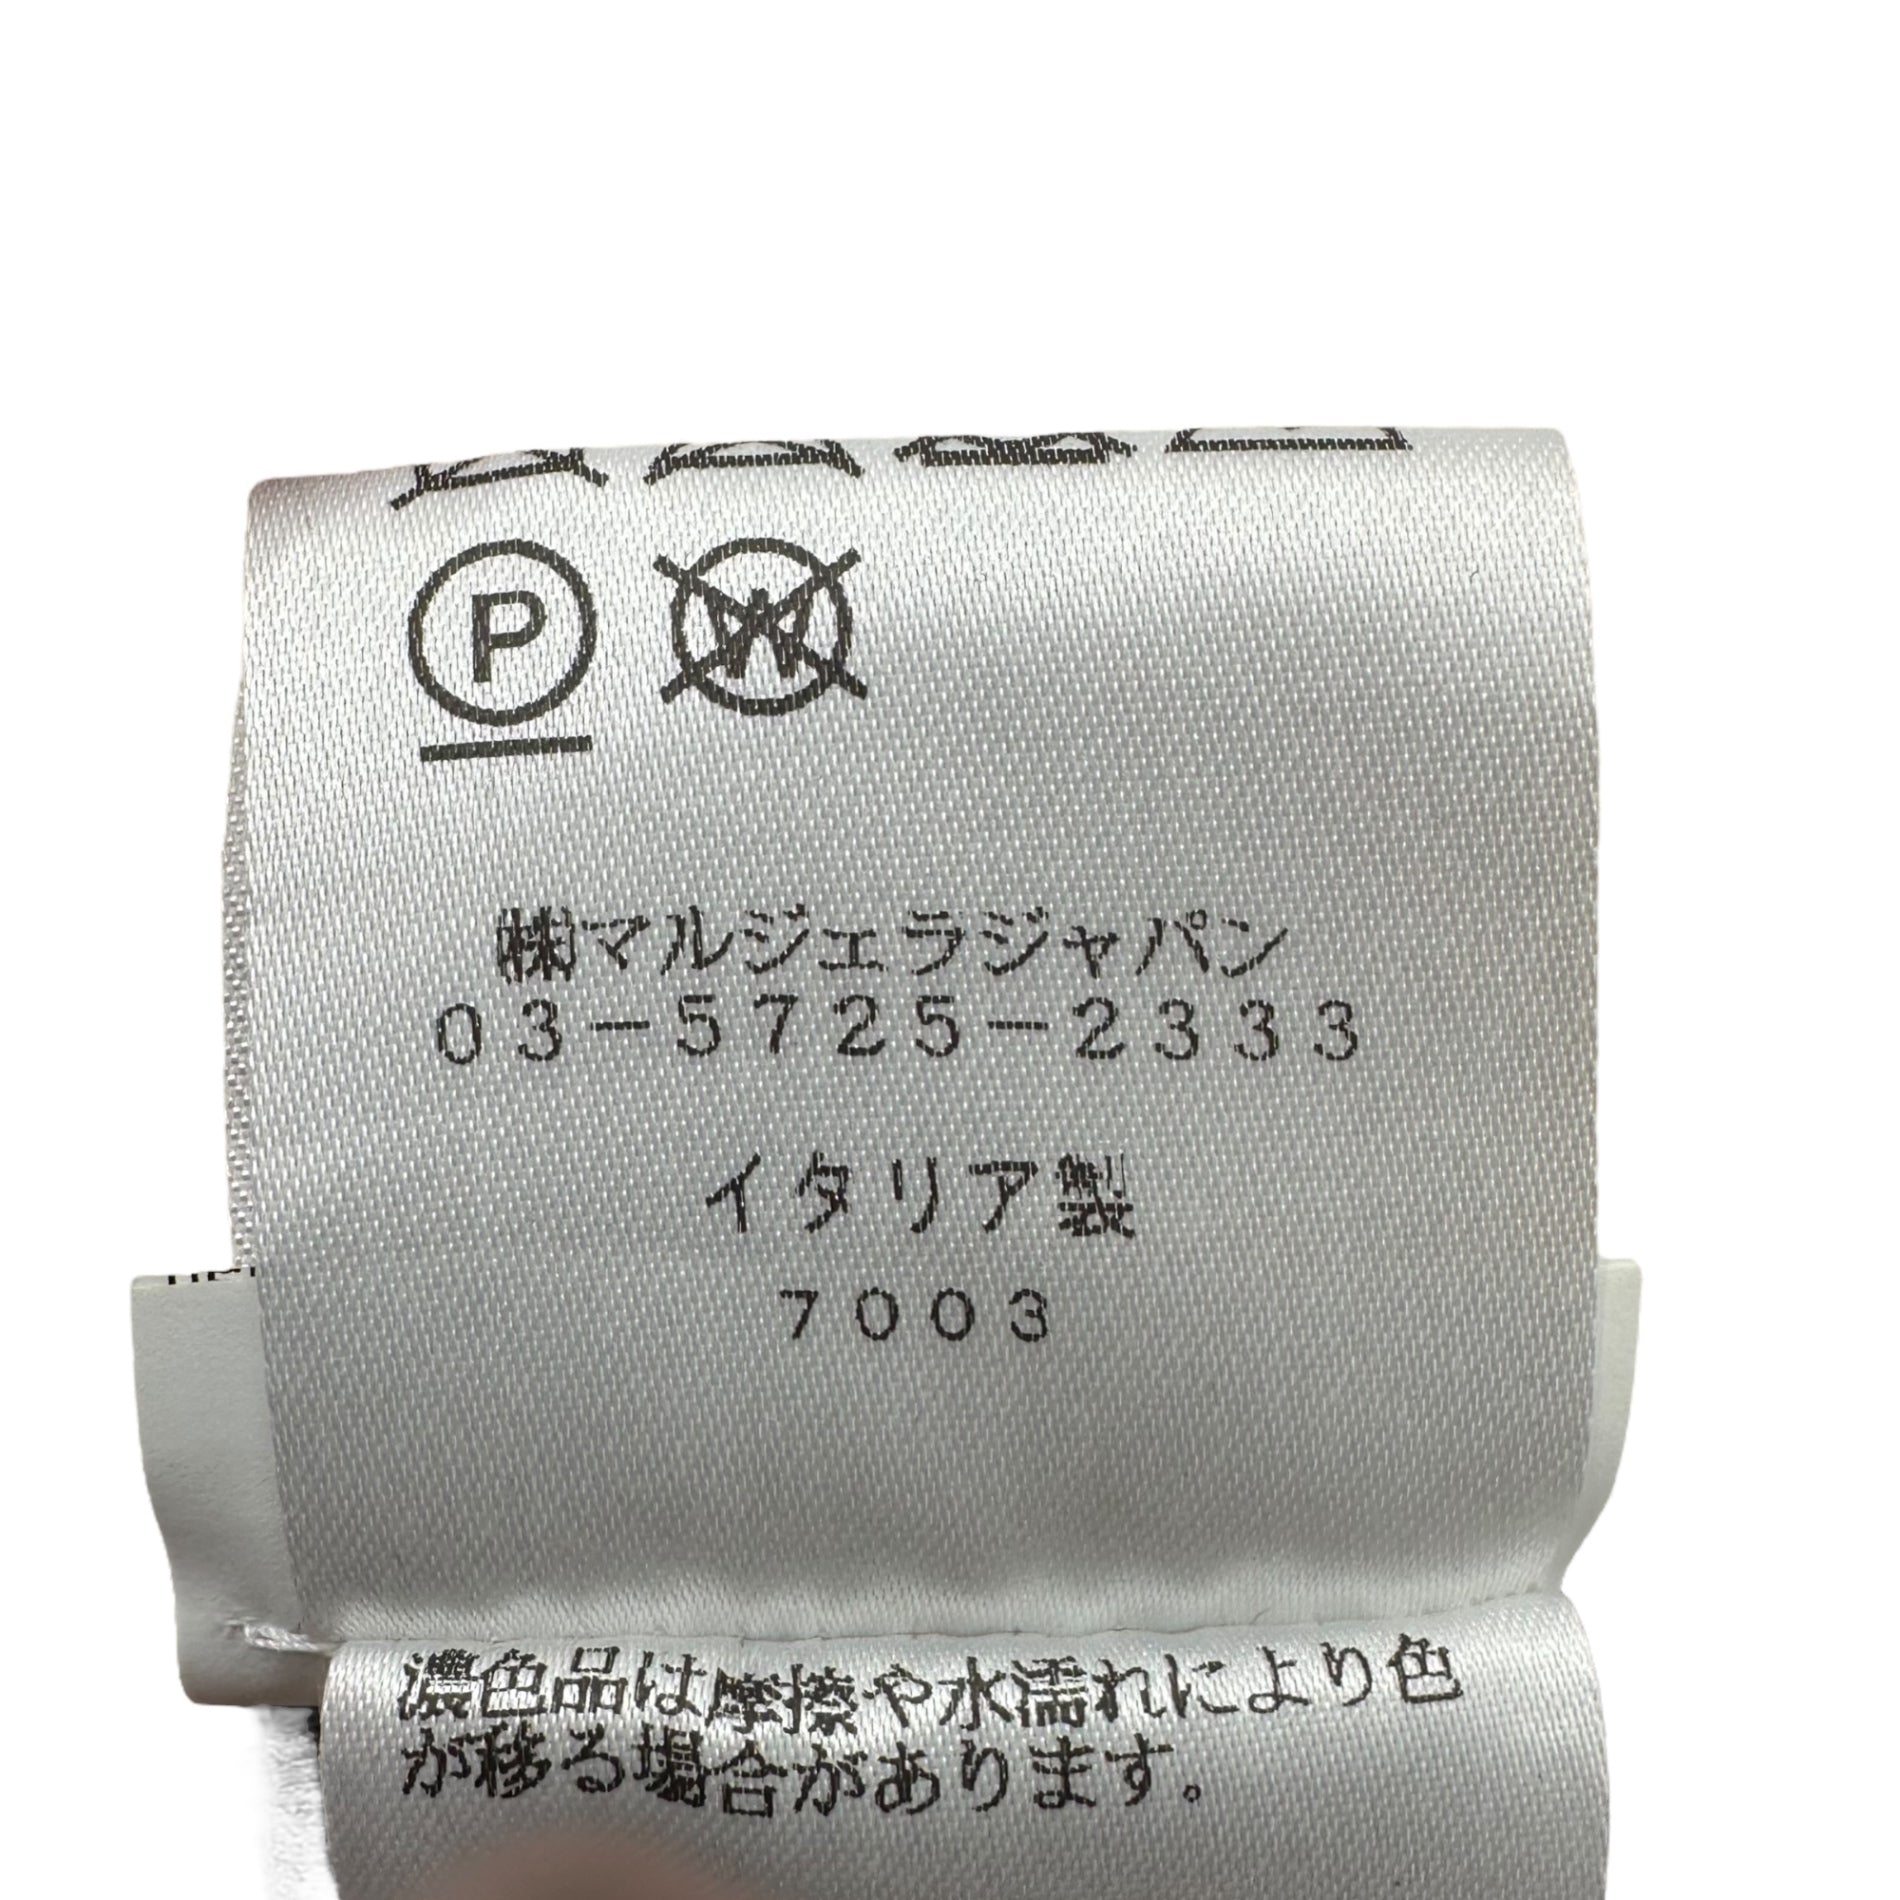 P
W
㈱マルジェラジャパン
03-5725-2333
イタリア製
7003
濃色品は摩擦や水濡れにより色
が移る場合があります。